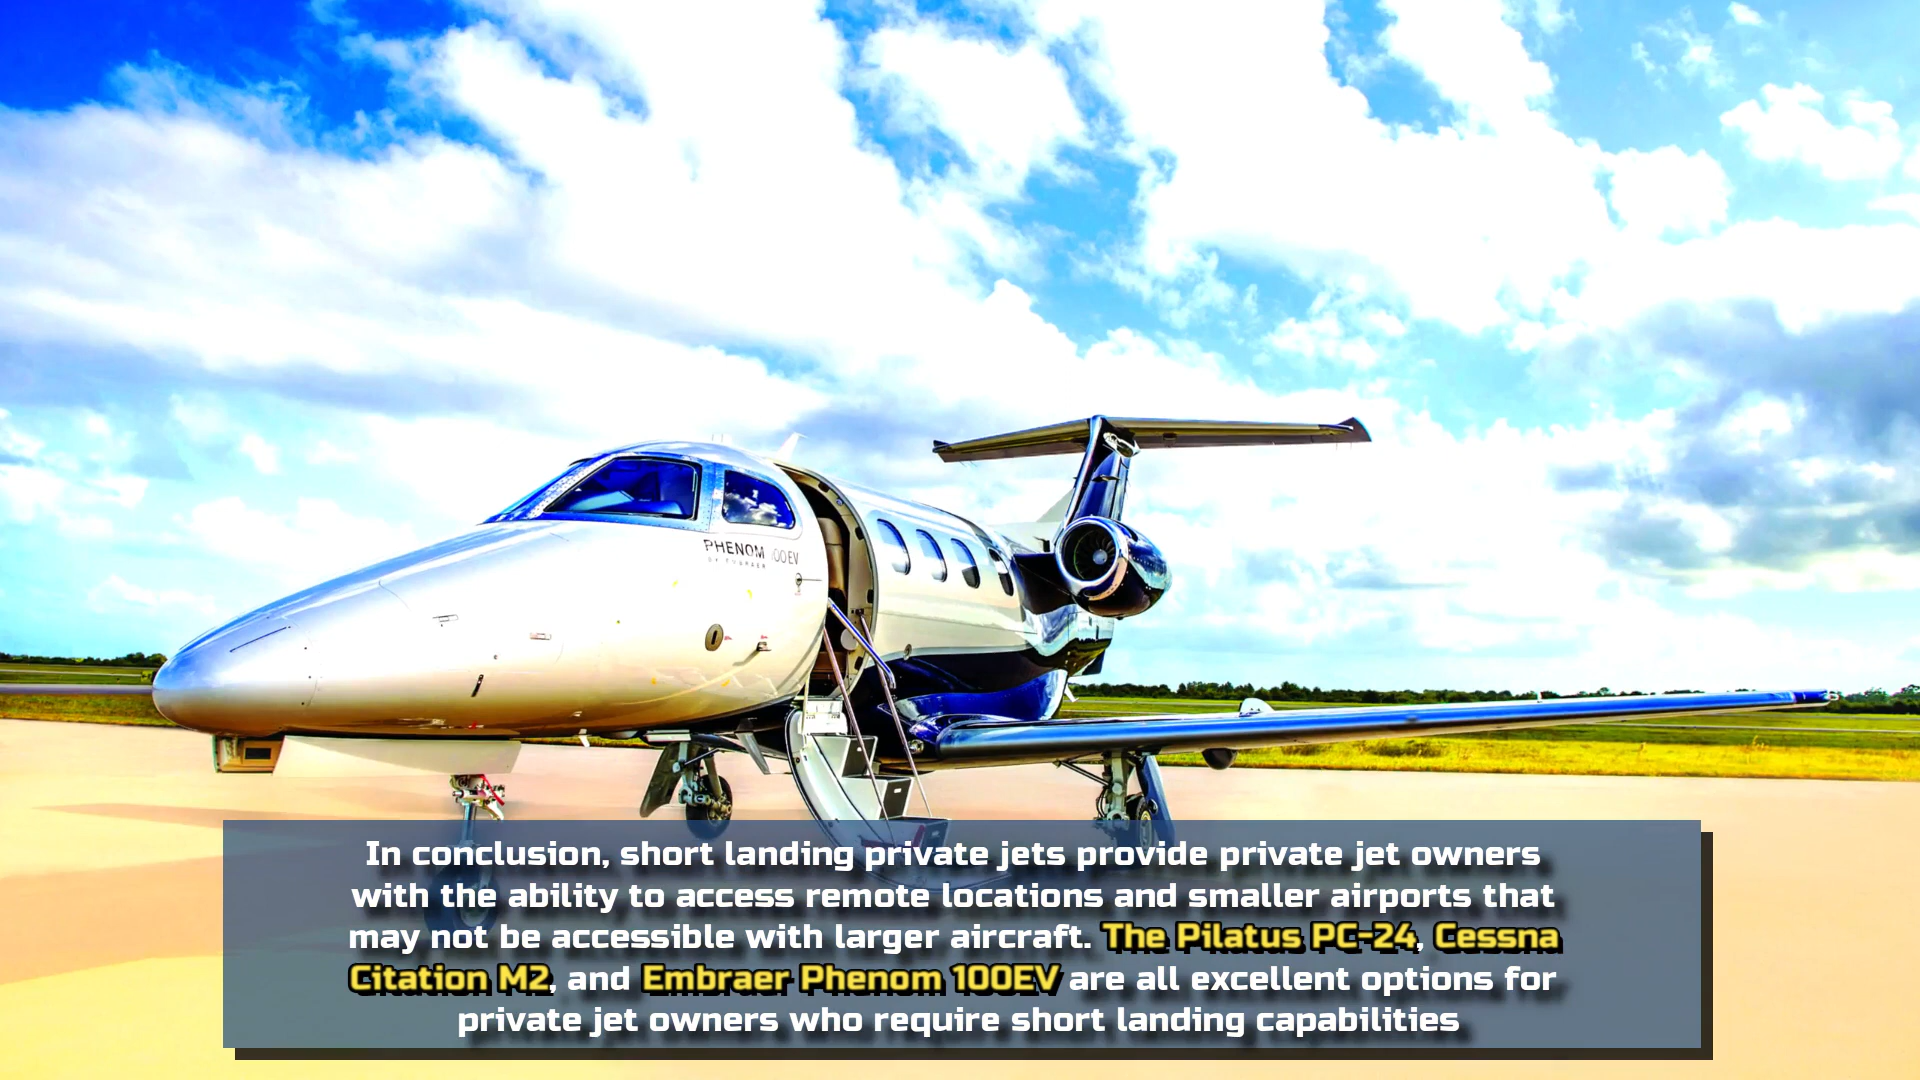 PHENOM 100EV
BY EMBRAER
In conclusion, short landing private jets provide private jet owners
with the ability to access remote locations and smaller airports that
may not be accessible with larger aircraft. The Pilatus PC-24, Cessna
Citation M2, and Embraer Phenom 100EV are all excellent options for
private jet owners who require short landing capabilities